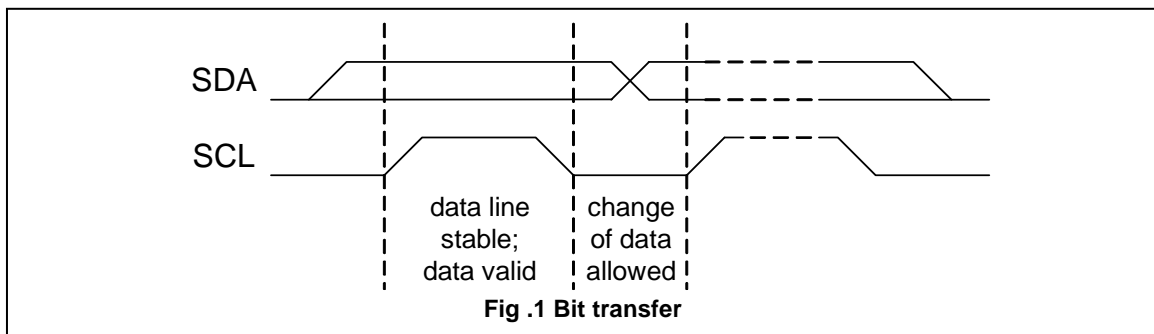 SDA
SCL
data line
stable;
data valid
change
of data
allowed
Fig .1 Bit transfer